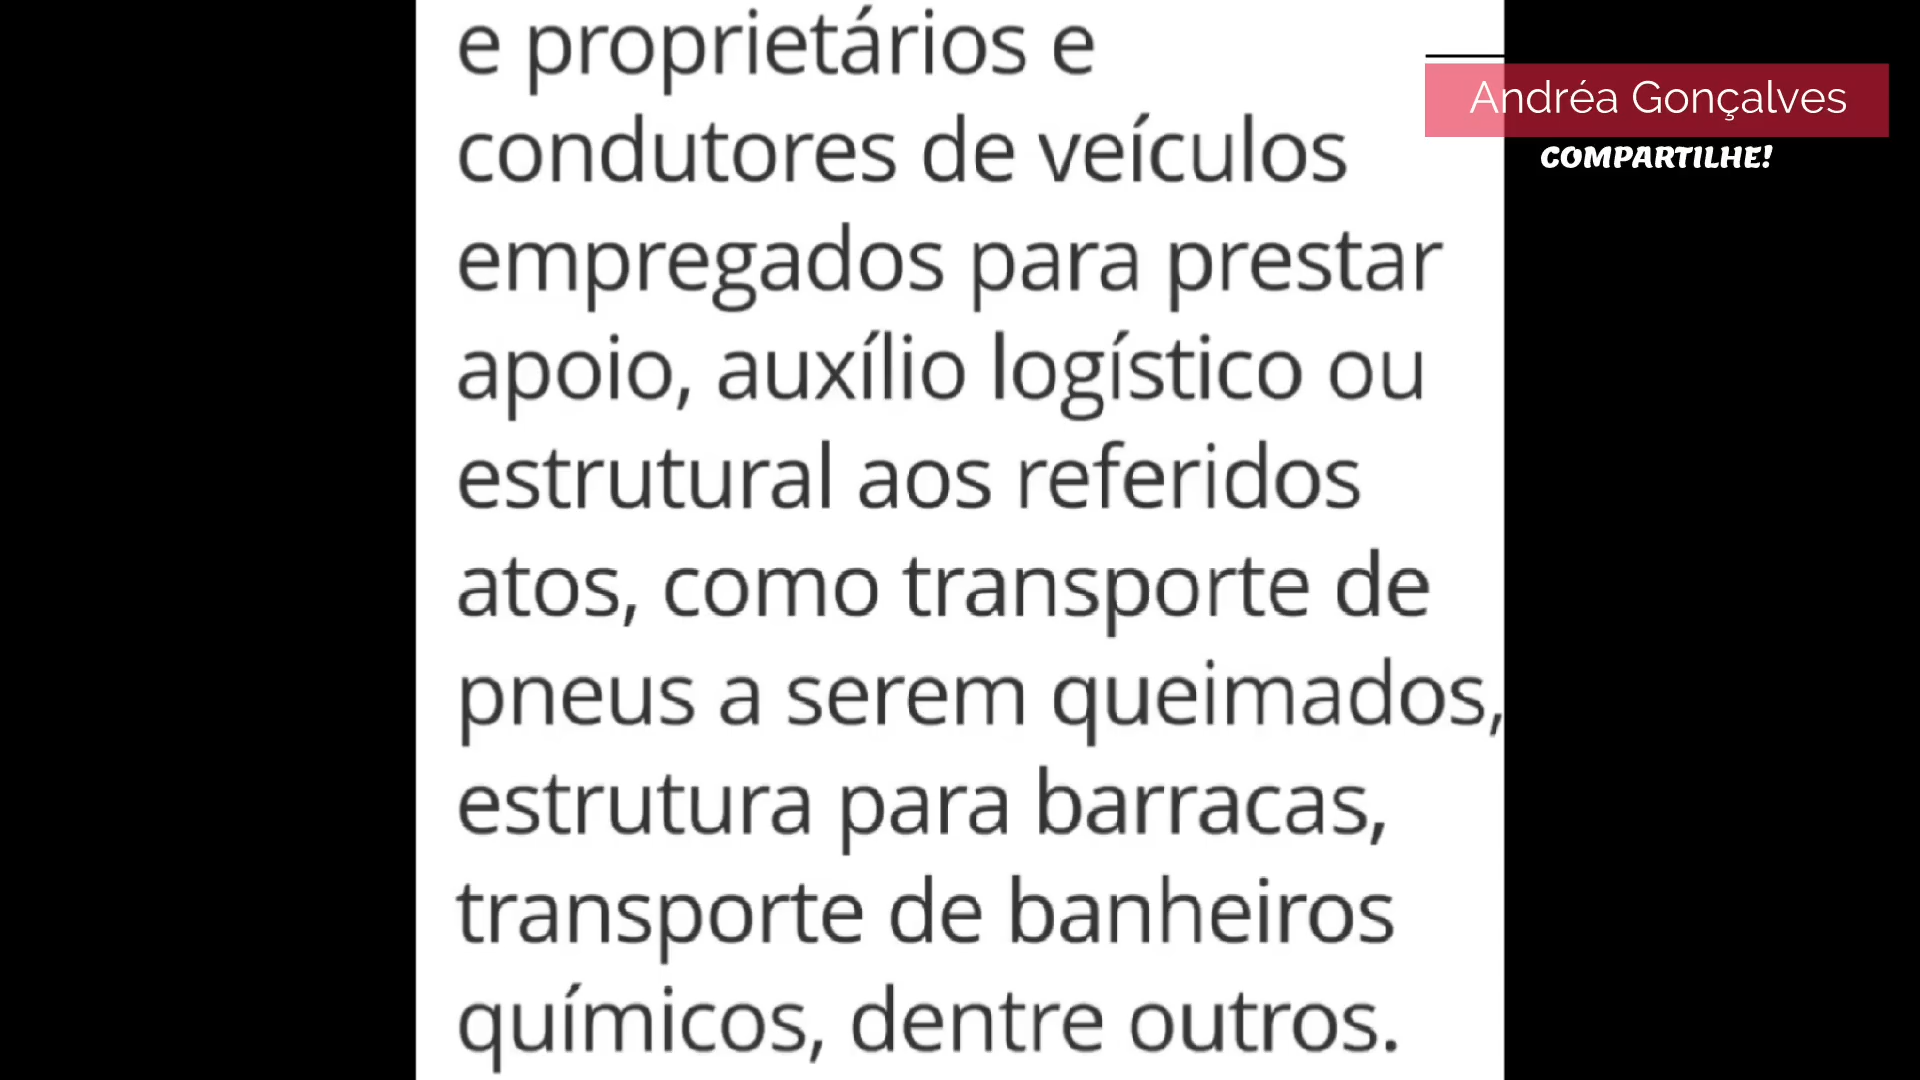 e proprietários e
condutores de veículos
empregados para prestar
apoio, auxílio logístico ou
estrutural aos referidos
atos, como transporte de
pneus a serem queimados,
estrutura para barracas,
transporte de banheiros
químicos, dentre outros.
Andréa Gonçalves
COMPARTILHE!